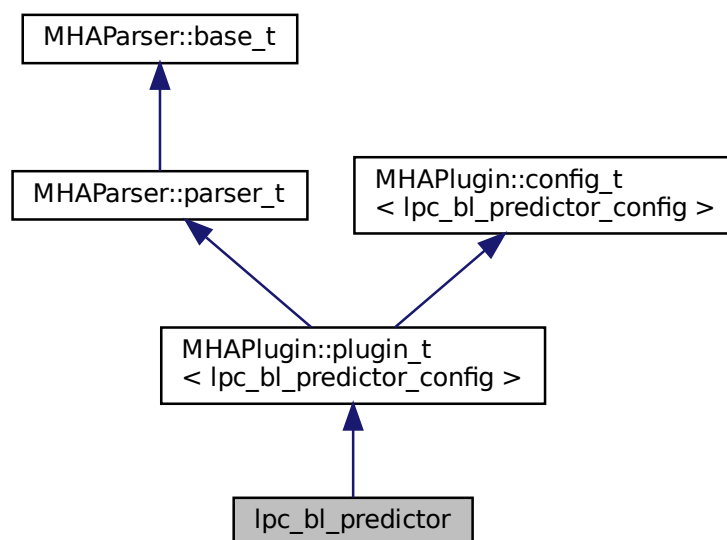 MHAParser::base_t
MHAParser::parser_t
MHAPlugin::config_t
< lpc_bl_predictor_config >
MHAPlugin::plugin_t
< lpc_bl_predictor_config >
lpc_bl_predictor